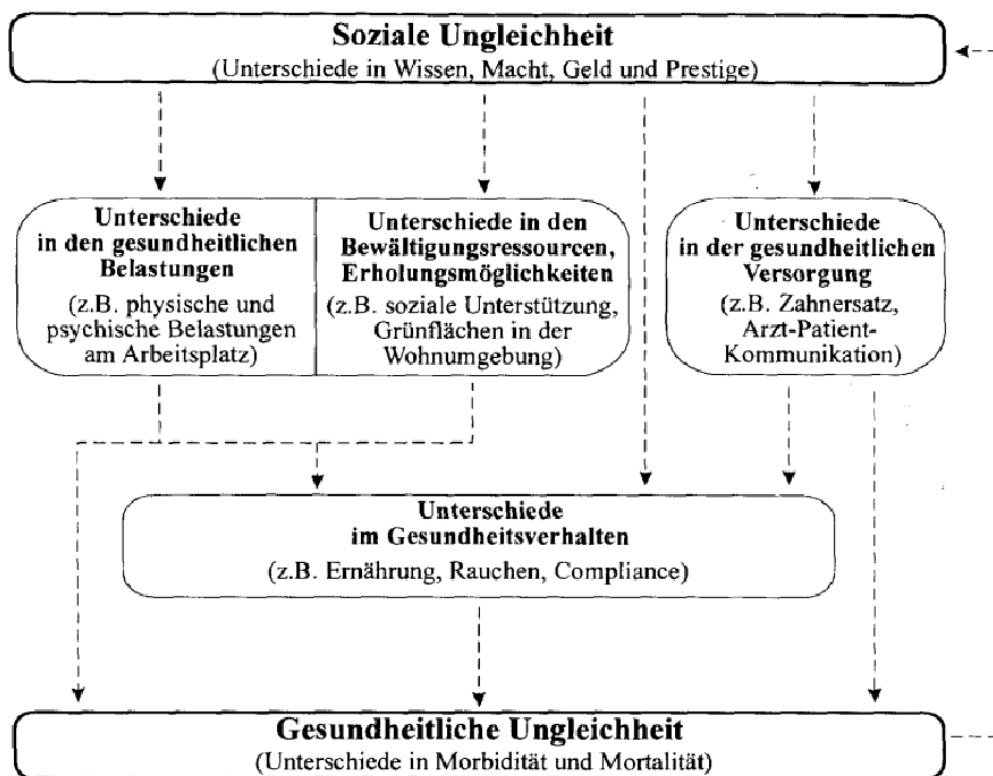 Soziale Ungleichheit
(Unterschiede in Wissen, Macht, Geld und Prestige)
Unterschiede
in den gesundheitlichen
Belastungen
(z.B. physische und
psychische Belastungen
am Arbeitsplatz)
Unterschiede in den
Bewältigungsressourcen,
Erholungsmöglichkeiten
(z.B. soziale Unterstützung,
Grünflächen in der
Wohnumgebung)
Unterschiede
in der gesundheitlichen
Versorgung
(z.B. Zahnersatz,
Arzt-Patient-
Kommunikation)
Unterschiede
im Gesundheitsverhalten
(z.B. Ernährung, Rauchen, Compliance)
Gesundheitliche Ungleichheit
(Unterschiede in Morbidität und Mortalität)